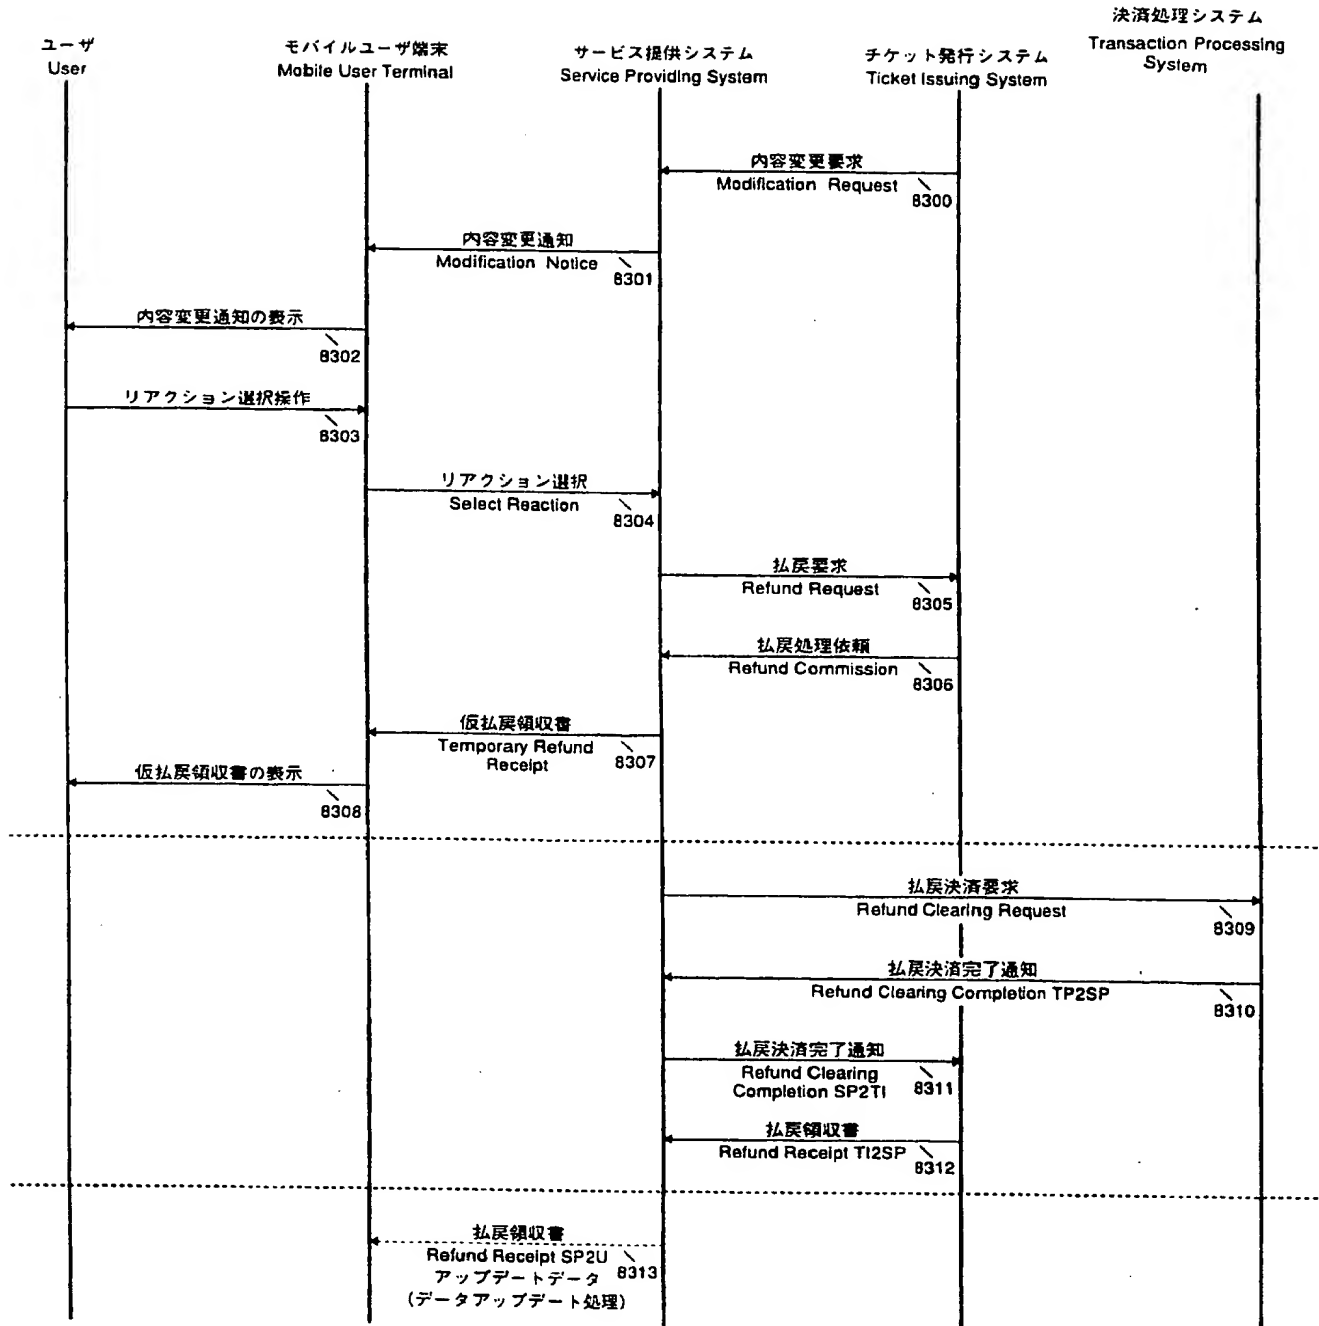 ユーザ
User
モバイルユーザ端末
Mobile User Terminal
サービス提供システム
Service Providing System
チケット発行システム
Ticket Issuing System
決済処理システム
Transaction Processing
System
内容変更要求
Modification Request
8300
内容変更通知
Modification Notice
8301
内容変更通知の表示
8302
リアクション選択操作
8303
リアクション選択
Select Reaction
8304
払戻要求
Refund Request
8305
払戻処理依頼
Refund Commission
8306
仮払戻領収書
Temporary Refund
Receipt
8307
仮払戻領収書の表示
8308
払戻決済要求
Refund Clearing Request
8309
払戻決済完了通知
Refund Clearing Completion TP2SP
8310
払戻決済完了通知
Refund Clearing
Completion SP2TI
8311
払戻領収書
Refund Receipt TI2SP
8312
払戻領収書
Refund Receipt SP2U
8313
アップデートデータ
(データアップデート処理)